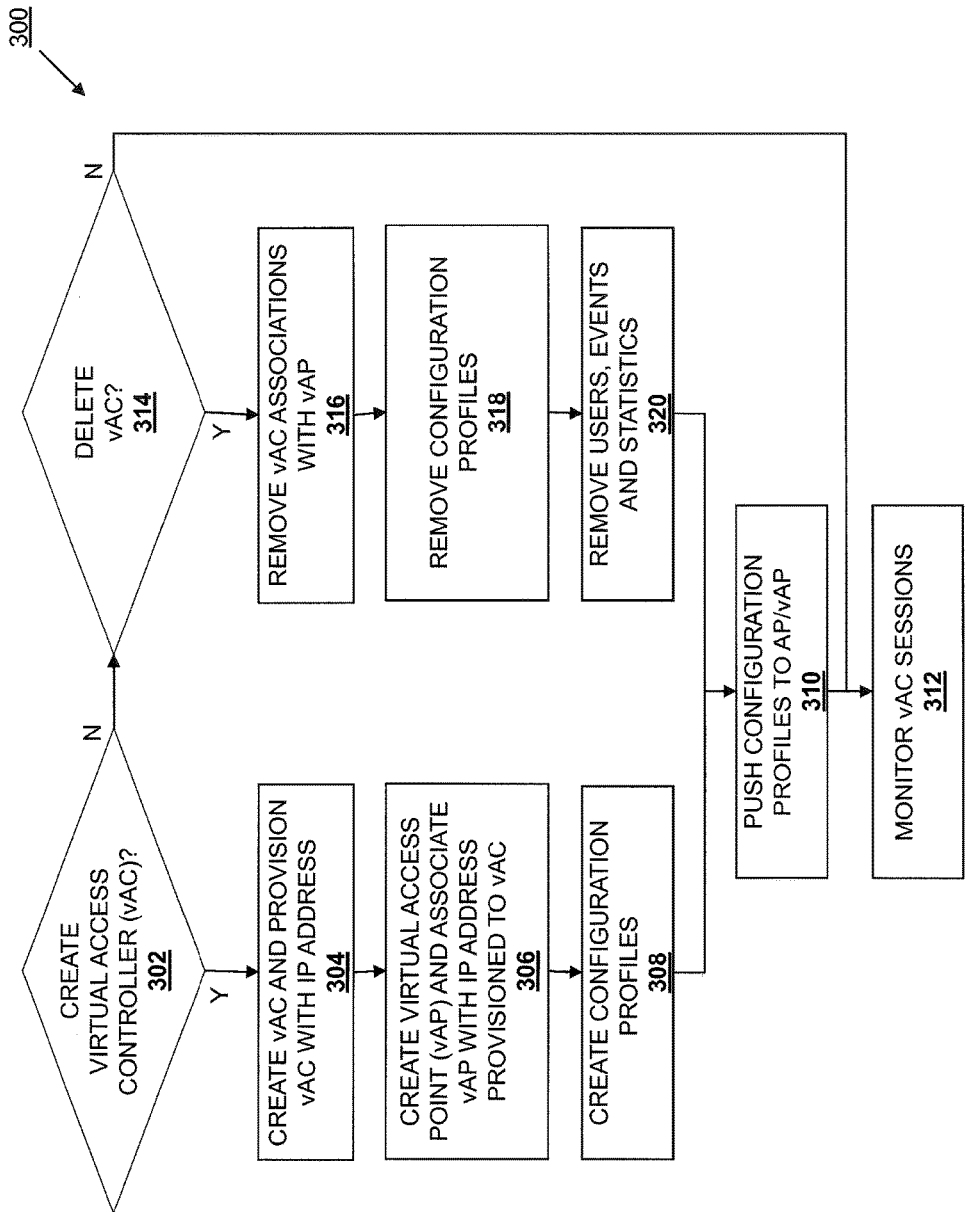 300
CREATE
VIRTUAL ACCESS
CONTROLLER (vAC)?
302
N
Y
CREATE vAC AND PROVISION
vAC WITH IP ADDRESS
304
CREATE VIRTUAL ACCESS
POINT (vAP) AND ASSOCIATE
vAP WITH IP ADDRESS
PROVISIONED TO vAC
306
CREATE CONFIGURATION
PROFILES
308
DELETE
vAC?
314
N
Y
REMOVE vAC ASSOCIATIONS
WITH vAP
316
REMOVE CONFIGURATION
PROFILES
318
REMOVE USERS, EVENTS
AND STATISTICS
320
PUSH CONFIGURATION
PROFILES TO AP/vAP
310
MONITOR vAC SESSIONS
312